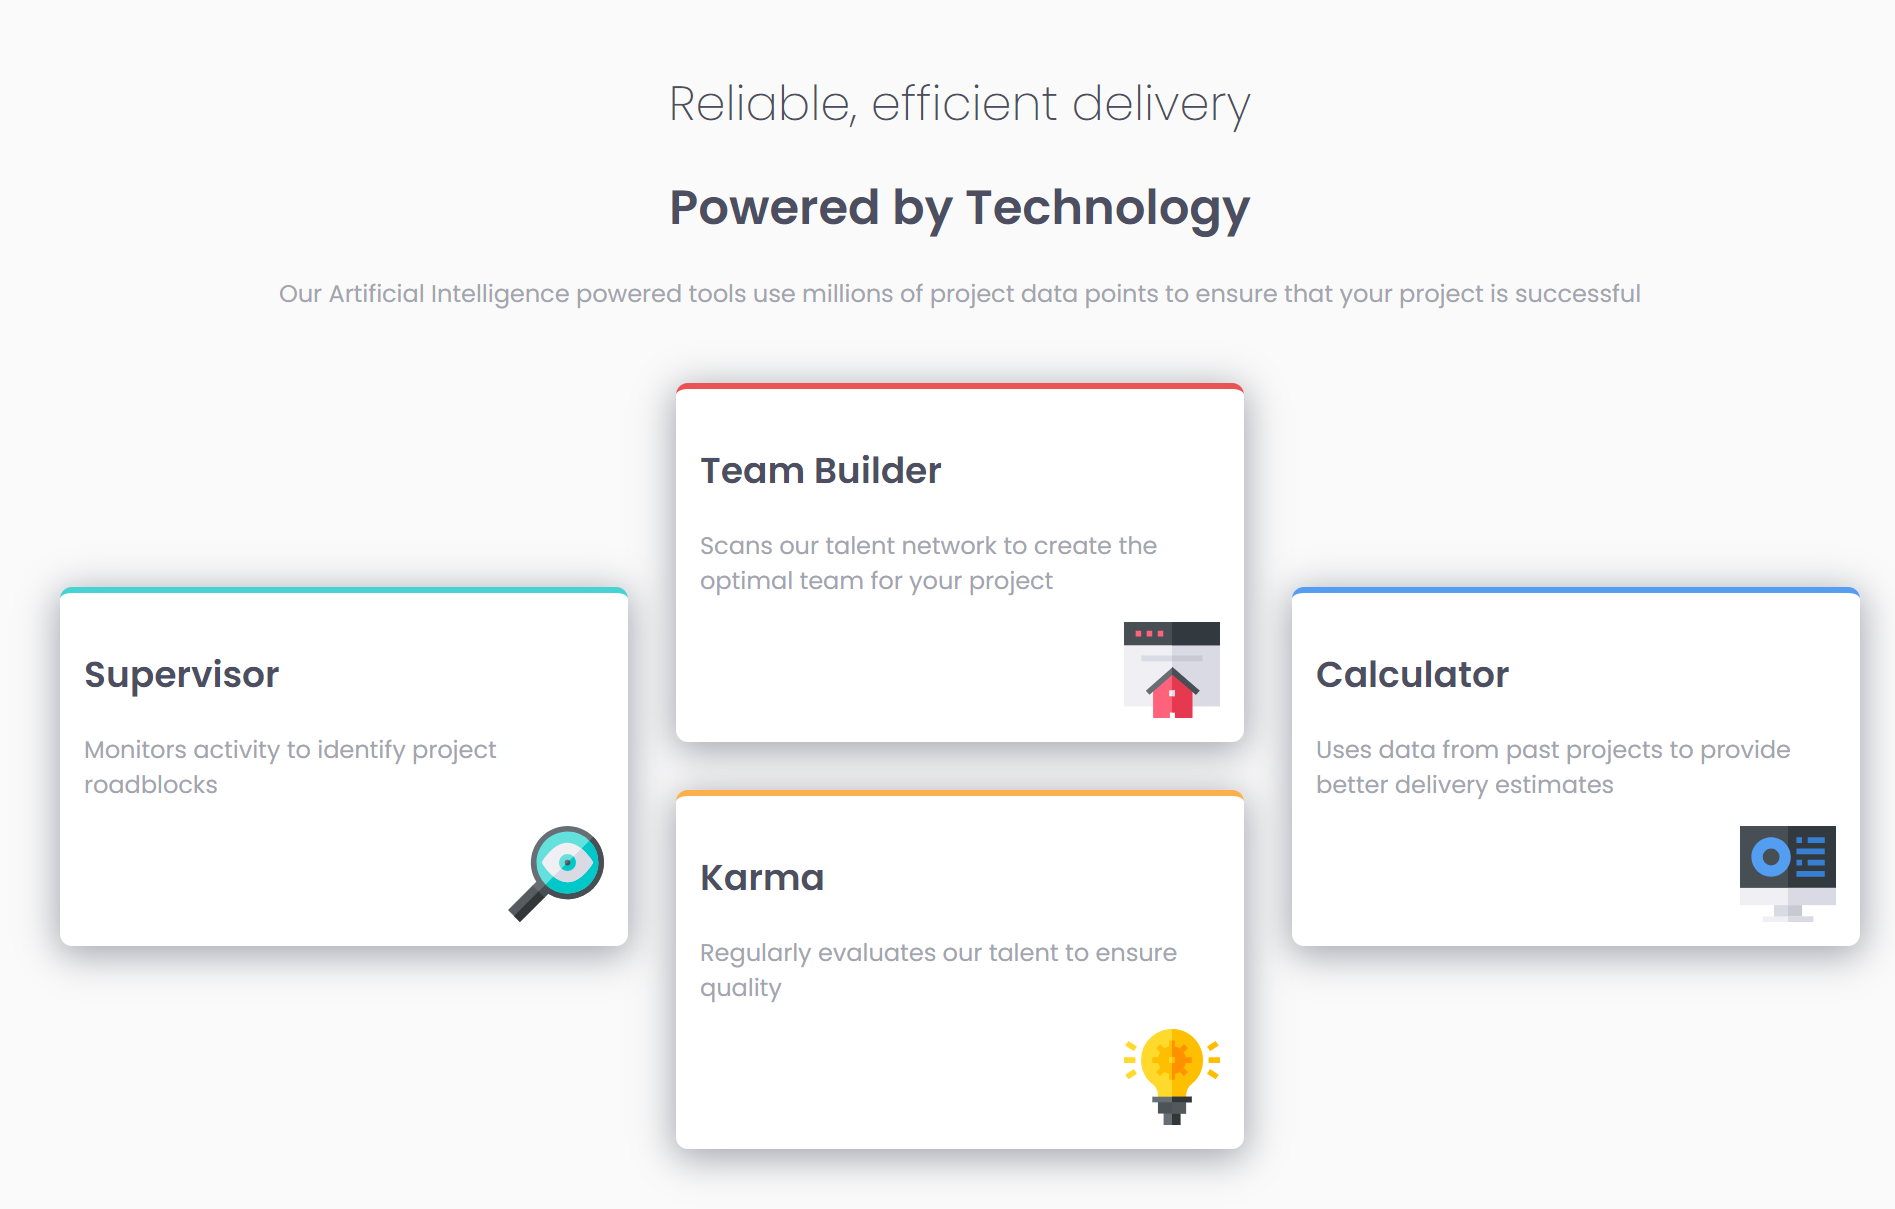 Reliable, efficient delivery
Powered by Technology
Our Artificial Intelligence powered tools use millions of project data points to ensure that your project is successful
Supervisor
Monitors activity to identify project
roadblocks
Team Builder
Scans our talent network to create the
optimal team for your project
Karma
Regularly evaluates our talent to ensure
quality
Calculator
Uses data from past projects to provide
better delivery estimates